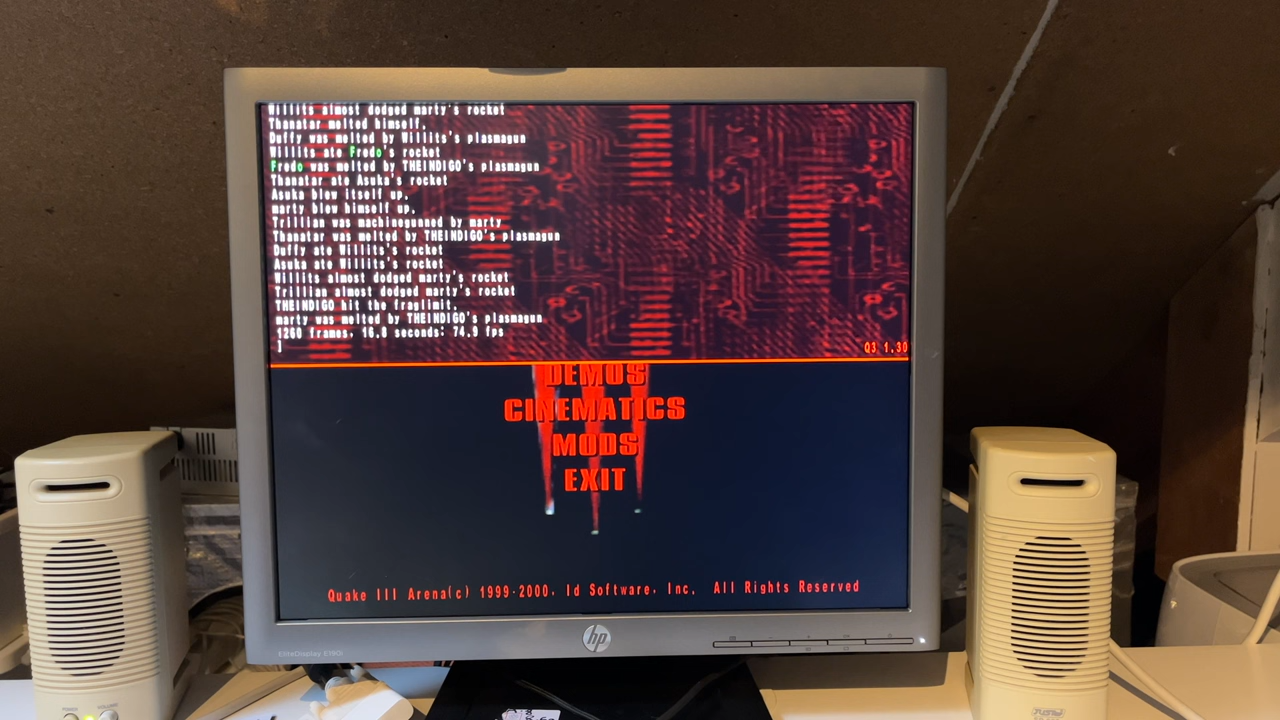 Willits almost dodged marty's rocket
Thanatar melted himself.
Duffy was melted by Willits's plasmagun
Willits ate Fredo's rocket
Fredo was melted by THEINDIGO's plasmagun
Thanatar ate Asuka's rocket
Asuka blew itself up.
marty blew himself up.
Trillian was machinegunned by marty
Thanatar was melted by THEINDIGO's plasmagun
Duffy ate Willits's rocket
Asuka ate Willits's rocket
Willits almost dodged marty's rocket
Trillian almost dodged marty's rocket
THEINDIGO hit the fraglimit.
marty was melted by THEINDIGO's plasmagun
1260 frames, 16.8 seconds: 74.9 fps
]
Q3 1.30
DEMOS
CINEMATICS
MODS
EXIT
Quake III Arena(c) 1999-2000, Id Software, Inc. All Rights Reserved
hp
EliteDisplay E190i
POWER
VOLUME